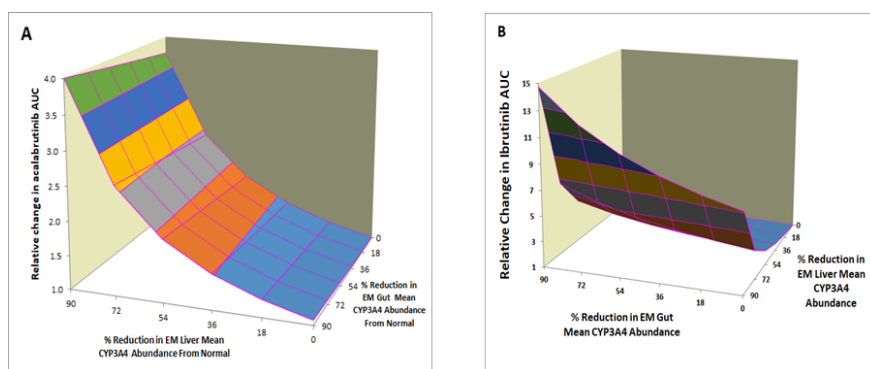 A
Relative change in acalabrutinib AUC
4.0
3.5
3.0
2.5
2.0
1.5
1.0
90
72
54
36
18
0
% Reduction in EM Liver Mean
CYP3A4 Abundance From Normal
0
18
36
54
72
90
% Reduction in
EM Gut Mean
CYP3A4 Abundance
From Normal
B
Relative Change in Ibrutinib AUC
15
13
11
9
7
5
3
1
90
72
54
36
18
0
% Reduction in EM Gut
Mean CYP3A4 Abundance
0
18
36
54
72
90
% Reduction in
EM Liver Mean
CYP3A4
Abundance